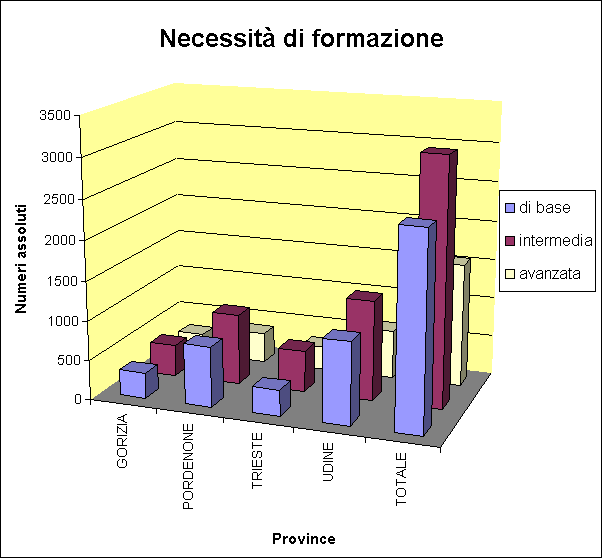 Necessità di formazione
3500
3000
2500
2000
1500
1000
500
0
Numeri assoluti
GORIZIA
PORDENONE
TRIESTE
UDINE
TOTALE
Province
di base
intermedia
avanzata